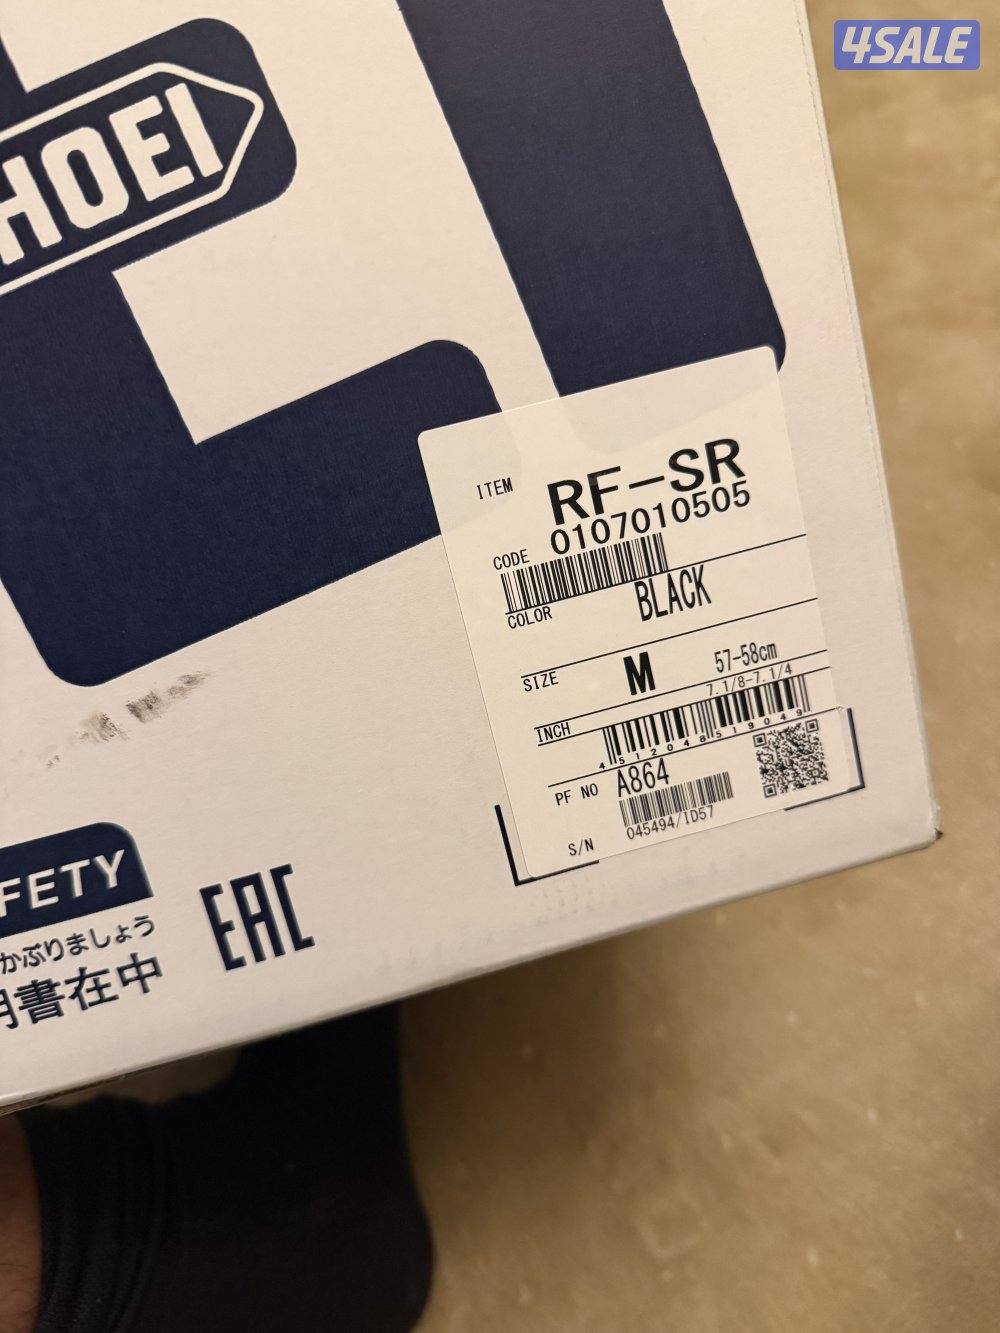 4SALE
HOEI
ITEM RF-SR
0107010505
CODE
COLOR BLACK
SIZE M 57-58cm
7.1/8-7.1/4
INCH
4512048519049
PF NO A864
S/N 045494/ID57
FETY
かぶりましょう
明書在中
EAC